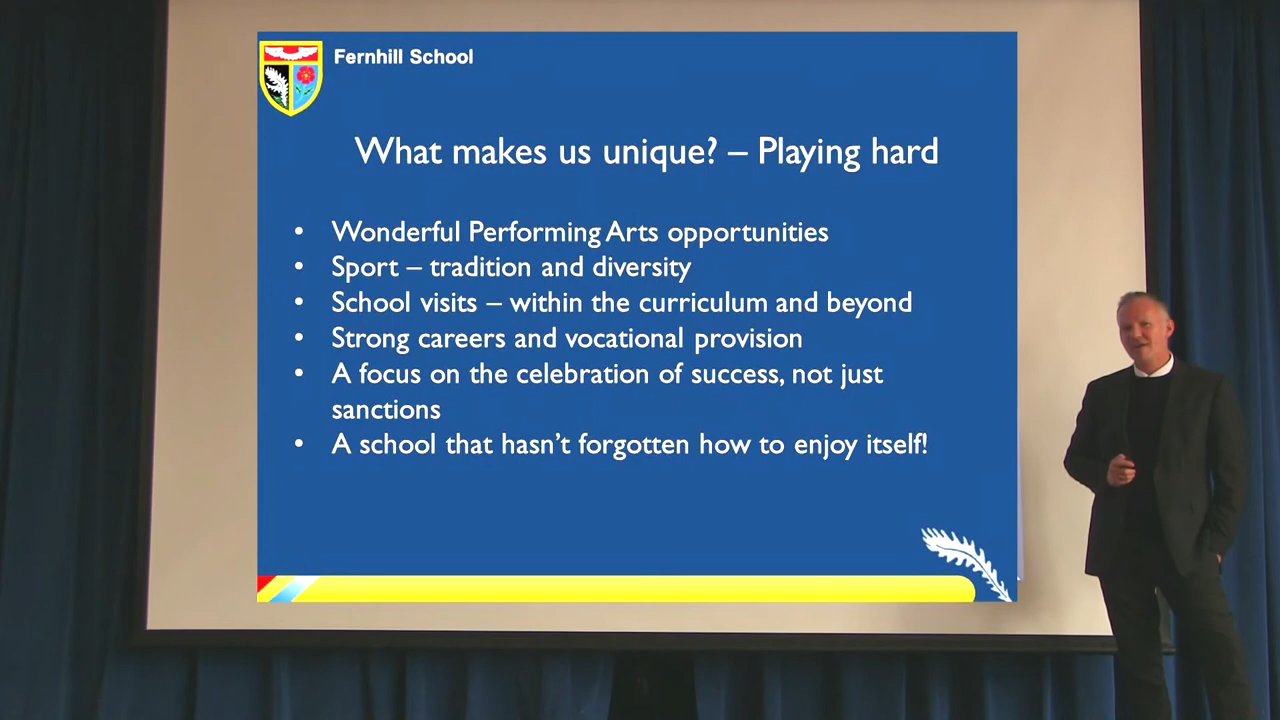 Fernhill School
What makes us unique? – Playing hard
• Wonderful Performing Arts opportunities
• Sport – tradition and diversity
• School visits – within the curriculum and beyond
• Strong careers and vocational provision
• A focus on the celebration of success, not just
sanctions
• A school that hasn't forgotten how to enjoy itself!